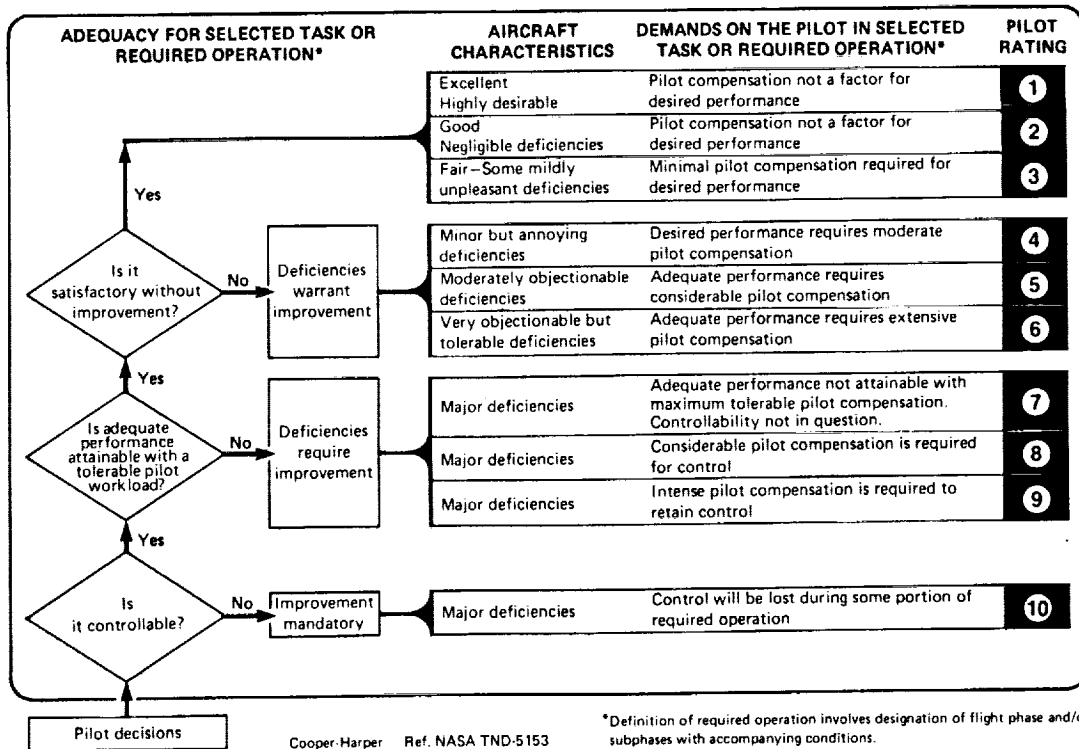 ADEQUACY FOR SELECTED TASK OR
REQUIRED OPERATION*
AIRCRAFT
CHARACTERISTICS
DEMANDS ON THE PILOT IN SELECTED
TASK OR REQUIRED OPERATION*
PILOT
RATING
Excellent
Highly desirable
Pilot compensation not a factor for
desired performance
1
Good
Negligible deficiencies
Pilot compensation not a factor for
desired performance
2
Fair–Some mildly
unpleasant deficiencies
Minimal pilot compensation required for
desired performance
3
Yes
Is it
satisfactory without
improvement?
No
Deficiencies
warrant
improvement
Minor but annoying
deficiencies
Desired performance requires moderate
pilot compensation
4
Moderately objectionable
deficiencies
Adequate performance requires
considerable pilot compensation
5
Very objectionable but
tolerable deficiencies
Adequate performance requires extensive
pilot compensation
6
Yes
Is adequate
performance
attainable with a
tolerable pilot
workload?
No
Deficiencies
require
improvement
Major deficiencies
Adequate performance not attainable with
maximum tolerable pilot compensation.
Controllability not in question.
7
Major deficiencies
Considerable pilot compensation is required
for control
8
Major deficiencies
Intense pilot compensation is required to
retain control
9
Yes
Is
it controllable?
No
Improvement
mandatory
Major deficiencies
Control will be lost during some portion of
required operation
10
Pilot decisions
Cooper-Harper Ref. NASA TND-5153
*Definition of required operation involves designation of flight phase and/
subphases with accompanying conditions.